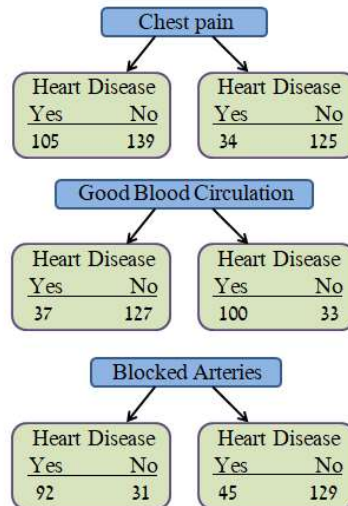 Chest pain
Heart Disease
Yes No
105 139
Heart Disease
Yes No
34 125
Good Blood Circulation
Heart Disease
Yes No
37 127
Heart Disease
Yes No
100 33
Blocked Arteries
Heart Disease
Yes No
92 31
Heart Disease
Yes No
45 129